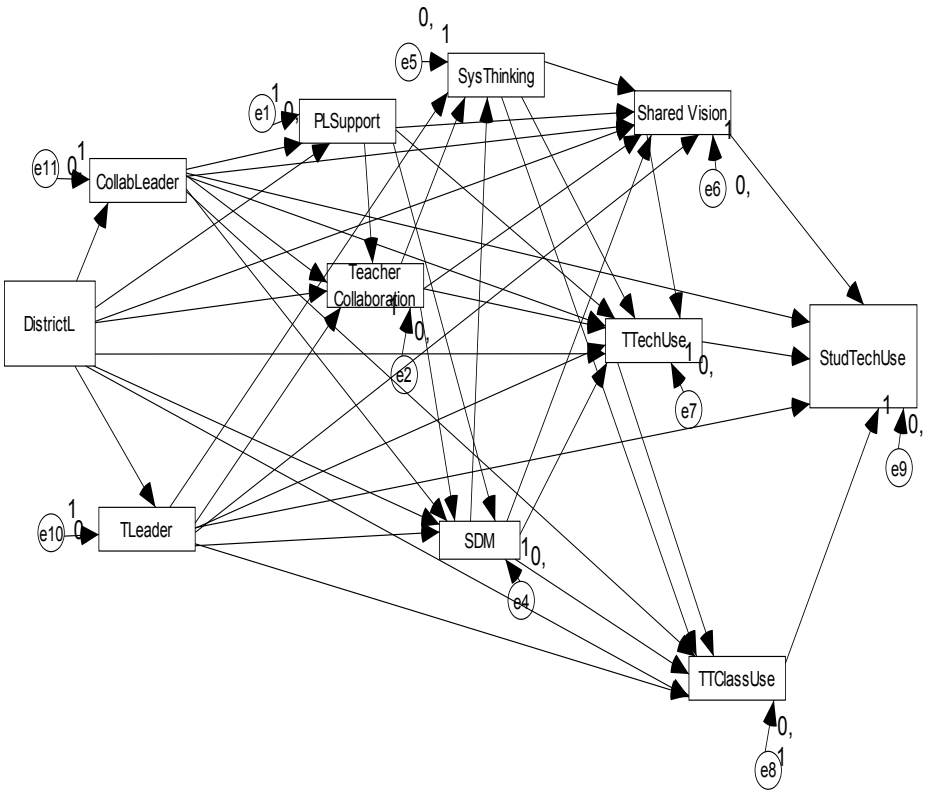 0,
1
e5
SysThinking
1
0,
e1
PLSupport
Shared Vision
1
1
0,
e11
CollabLeader
e6
0,
Teacher
Collaboration
1
0,
DistrictL
e2
TTechUse
1
0,
e7
StudTechUse
1
0,
e9
1
0
e10
TLeader
SDM
1
0,
e4
TTClassUse
0,
1
e8